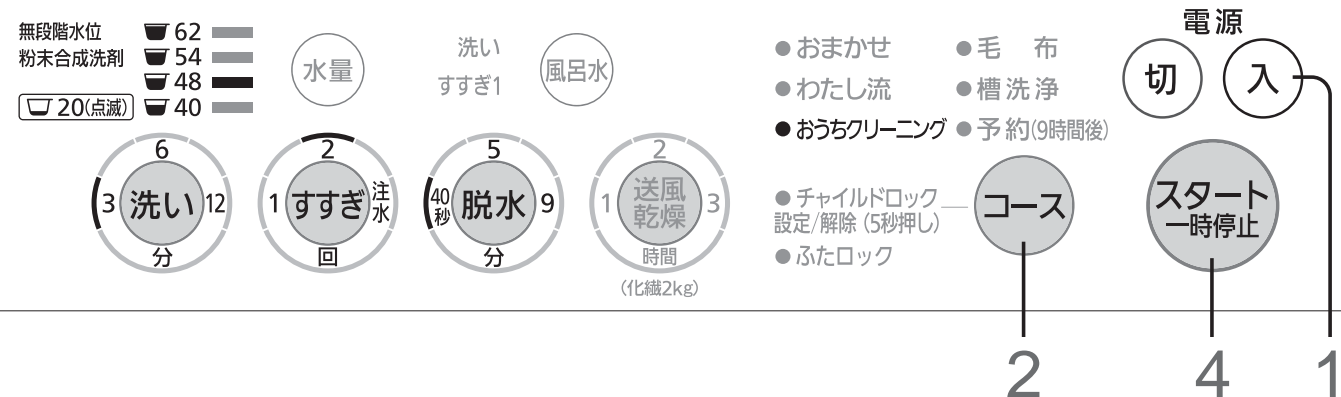 無段階水位
粉末合成洗剤
62
54
48
20(点滅)
40
水量
洗い
すすぎ1
風呂水
おまかせ
わたし流
おうちクリーニング
毛 布
槽洗浄
予約(9時間後)
電源
切
入
6
3
洗い
12
分
2
1
すすぎ
注水
回
5
40秒
脱水
9
分
2
1
送風
乾燥
3
時間
(化繊2kg)
チャイルドロック
設定/解除 (5秒押し)
ふたロック
コース
スタート
一時停止
2
4
1